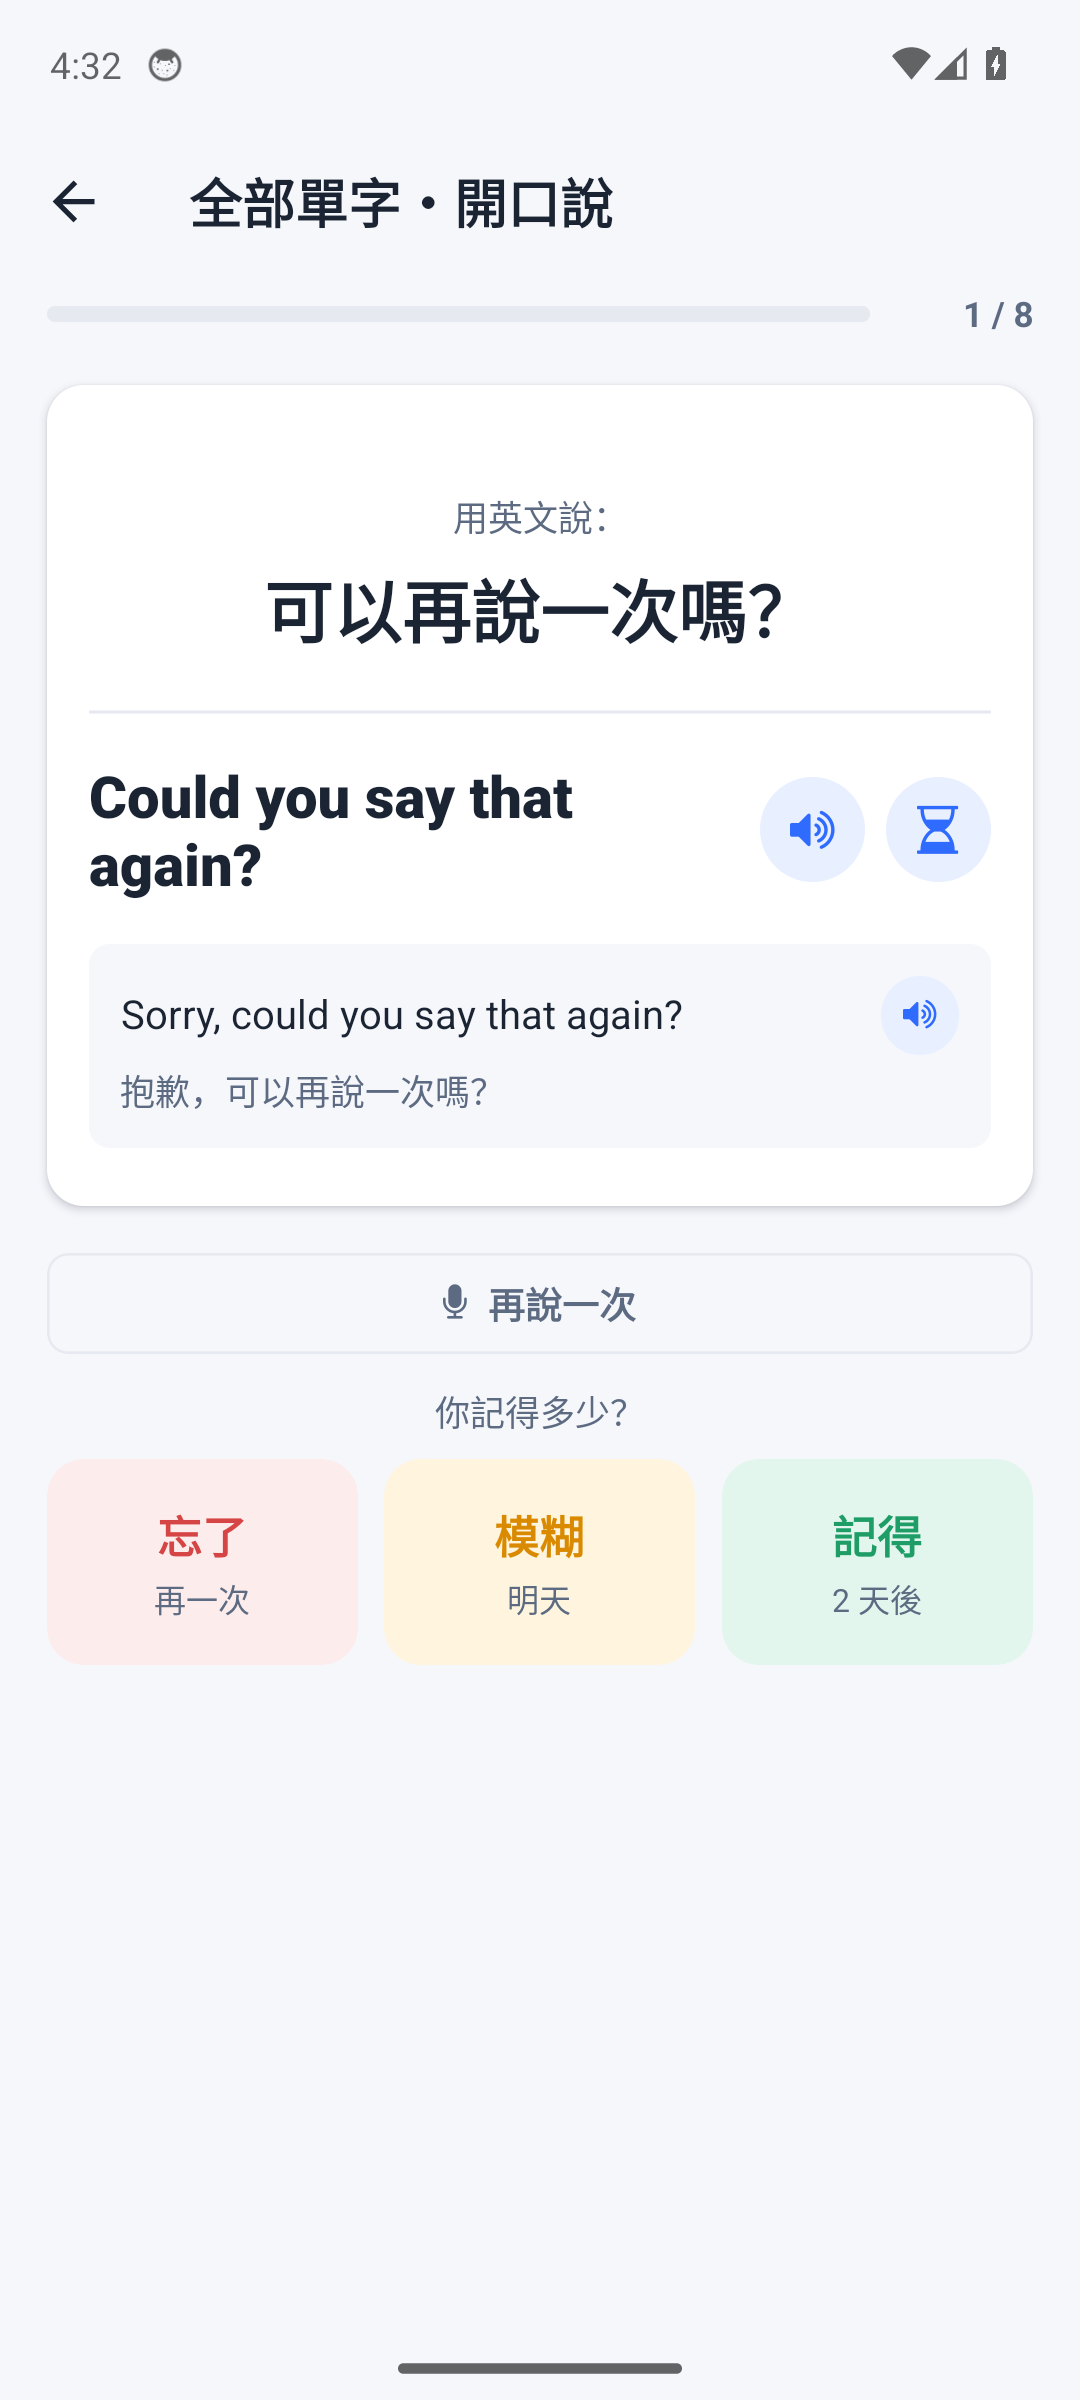 4:32
全部單字・開口說
1 / 8
用英文說：
可以再說一次嗎？
Could you say that
again?
Sorry, could you say that again?
抱歉，可以再說一次嗎？
再說一次
你記得多少？
忘了
再一次
模糊
明天
記得
2 天後